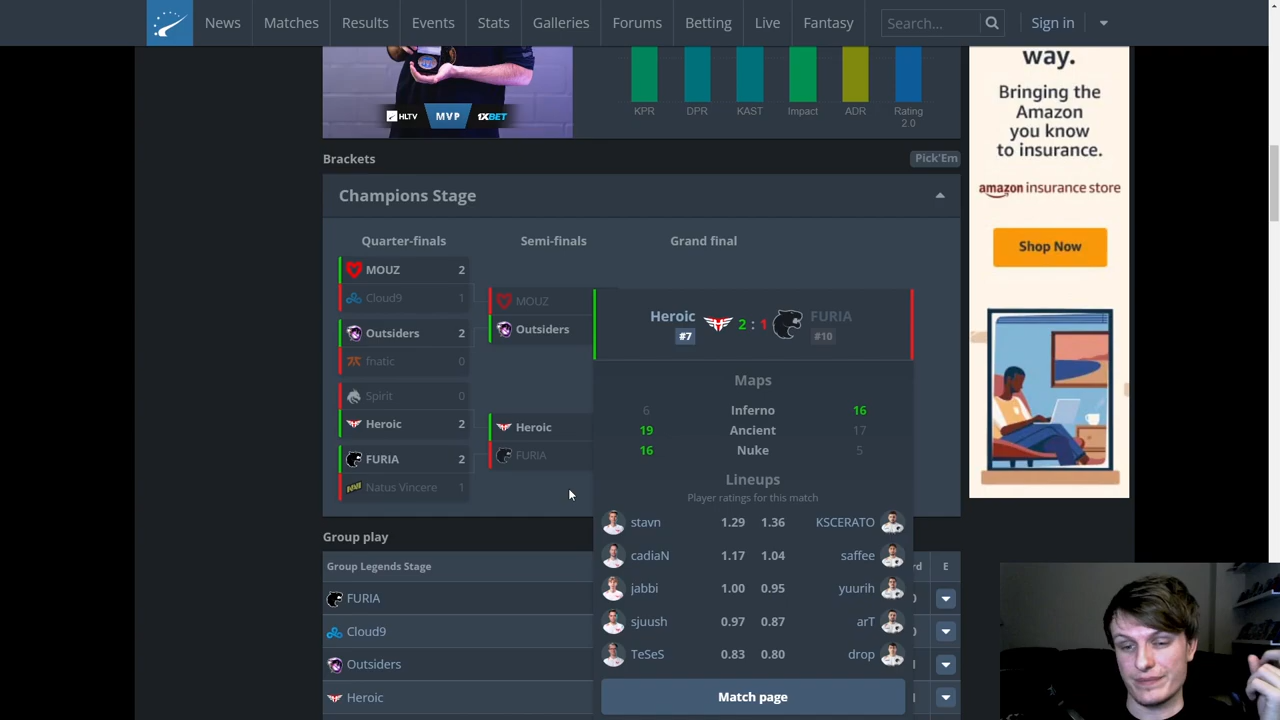 News Matches Results Events Stats Galleries Forums Betting Live Fantasy Search... Sign in
HLTV MVP 1XBET
KPR DPR KAST Impact ADR Rating 2.0
way.
Bringing the
Amazon
you know
to insurance.
amazon insurance store
Shop Now
Brackets Pick'Em
Champions Stage
Quarter-finals Semi-finals Grand final
MOUZ 2
Cloud9 1
Outsiders 2
fnatic 0
Spirit 0
Heroic 2
FURIA 2
Natus Vincere 1
MOUZ
Outsiders
Heroic
FURIA
Heroic 2 : 1 FURIA
#7 #10
Maps
6 Inferno 16
19 Ancient 17
16 Nuke 5
Lineups
Player ratings for this match
stavn 1.29 1.36 KSCERATO
cadiaN 1.17 1.04 saffee
jabbi 1.00 0.95 yuurih
sjuush 0.97 0.87 arT
TeSeS 0.83 0.80 drop
Match page
Group play
Group Legends Stage E
FURIA
Cloud9
Outsiders
Heroic